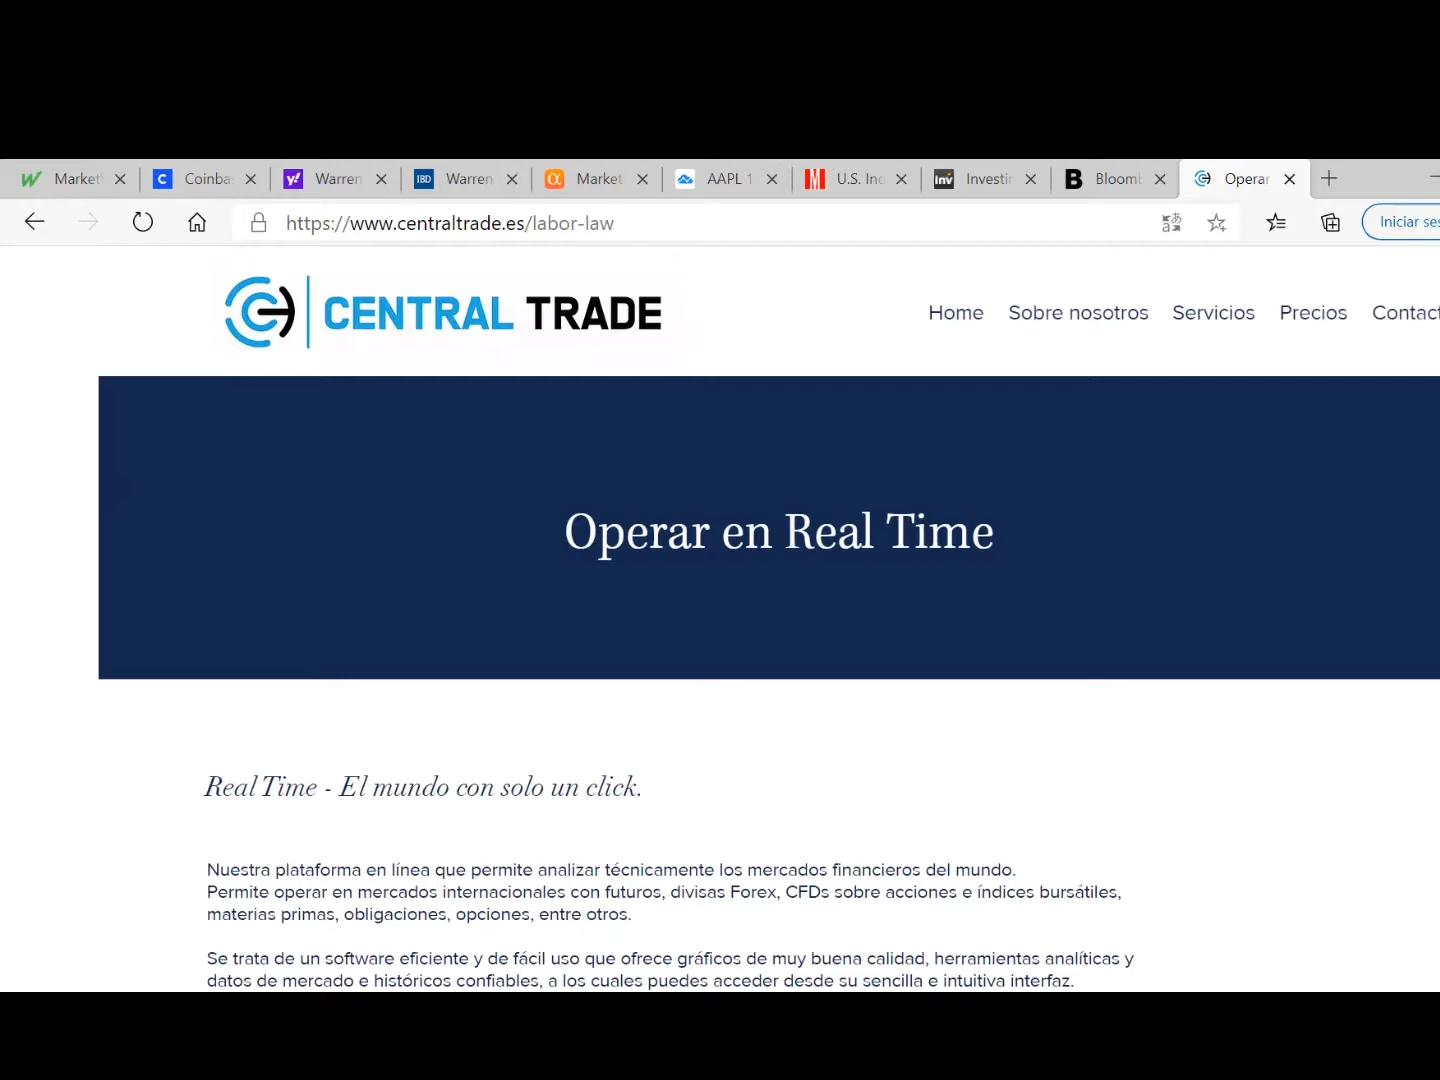 Market
Coinba
Warren
Warren
Market
AAPL 1
U.S. Inc
Investin
Bloom
Operar
https://www.centraltrade.es/labor-law
Iniciar ses
CENTRAL TRADE
Home
Sobre nosotros
Servicios
Precios
Contact
Operar en Real Time
Real Time - El mundo con solo un click.
Nuestra plataforma en línea que permite analizar técnicamente los mercados financieros del mundo.
Permite operar en mercados internacionales con futuros, divisas Forex, CFDs sobre acciones e índices bursátiles,
materias primas, obligaciones, opciones, entre otros.
Se trata de un software eficiente y de fácil uso que ofrece gráficos de muy buena calidad, herramientas analíticas y
datos de mercado e históricos confiables, a los cuales puedes acceder desde su sencilla e intuitiva interfaz.